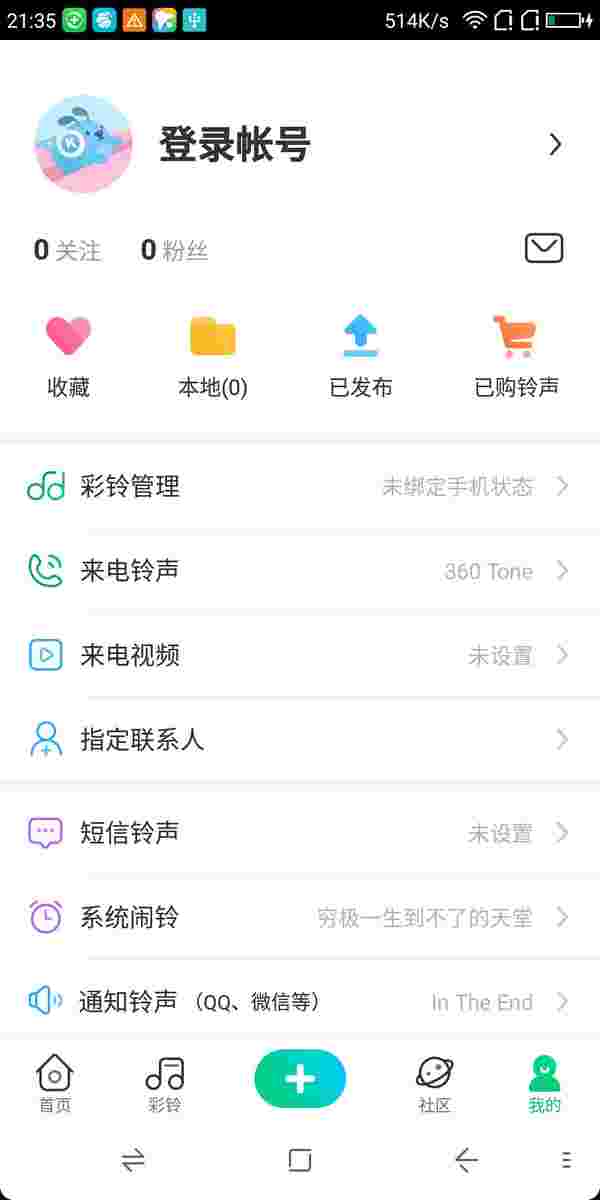 21:35 514K/s
登录帐号
0 关注 0 粉丝
收藏 本地(0) 已发布 已购铃声
彩铃管理 未绑定手机状态
来电铃声 360 Tone
来电视频 未设置
指定联系人
短信铃声 未设置
系统闹铃 穷极一生到不了的天堂
通知铃声（QQ、微信等） In The End
首页 彩铃 社区 我的